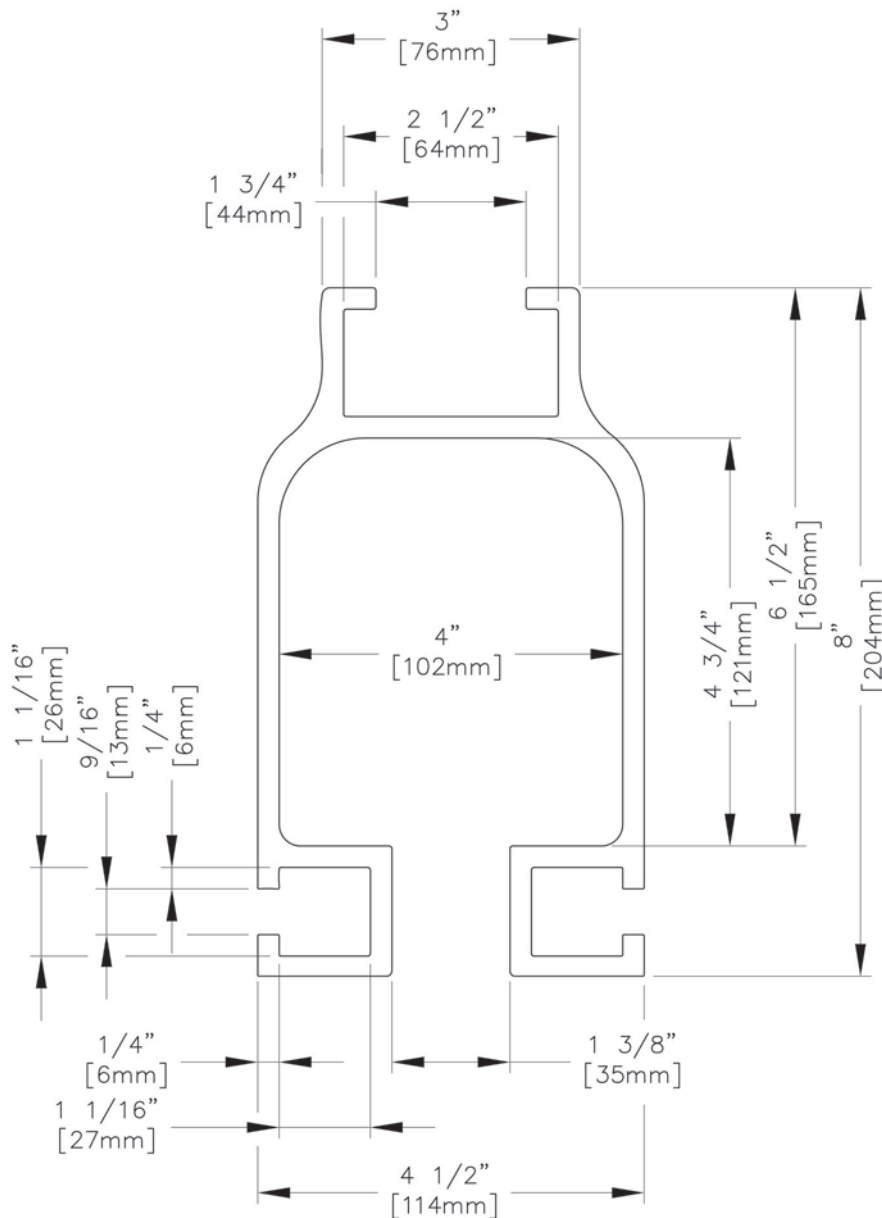 3”
[76mm]
2 1/2”
[64mm]
1 3/4”
[44mm]
4”
[102mm]
4 3/4”
[121mm]
6 1/2”
[165mm]
8”
[204mm]
1 1/16”
[26mm]
9/16”
[13mm]
1/4”
[6mm]
1/4”
[6mm]
1 3/8”
[35mm]
1 1/16”
[27mm]
4 1/2”
[114mm]